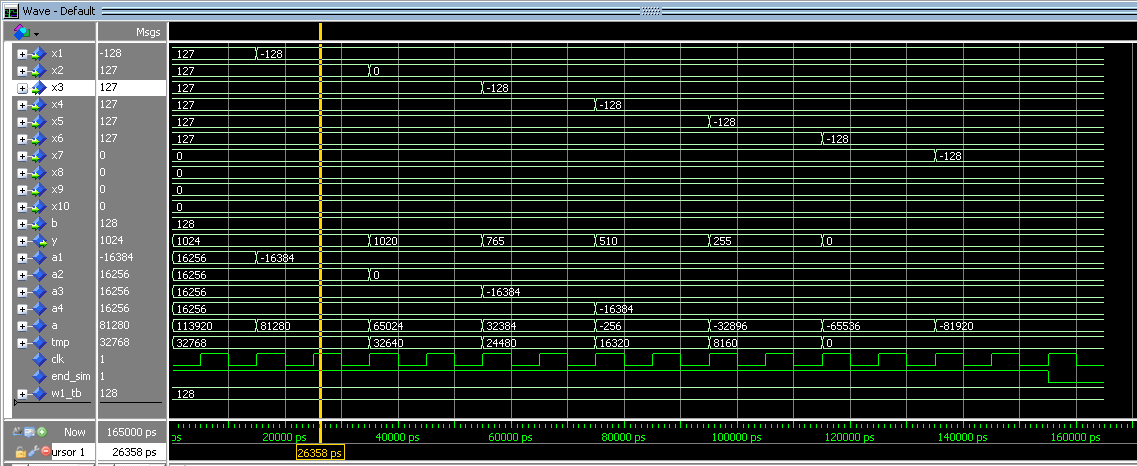 Wave - Default
Msgs
x1 -128 127 -128
x2 127 127 0
x3 127 127 -128
x4 127 127 -128
x5 127 127 -128
x6 127 127 -128
x7 0 0 -128
x8 0 0
x9 0 0
x10 0 0
b 128 128
y 1024 1024 1020 765 510 255 0
a1 -16384 16256 -16384
a2 16256 16256 0
a3 16256 16256 -16384
a4 16256 16256 -16384
a 81280 113920 81280 65024 32384 -256 -32896 -65536 -81920
tmp 32768 32768 32640 24480 16320 8160 0
clk 1
end_sim 1
w1_tb 128 128
Now 165000 ps ps 20000 ps 40000 ps 60000 ps 80000 ps 100000 ps 120000 ps 140000 ps 160000 ps
ursor 1 26358 ps 26358 ps